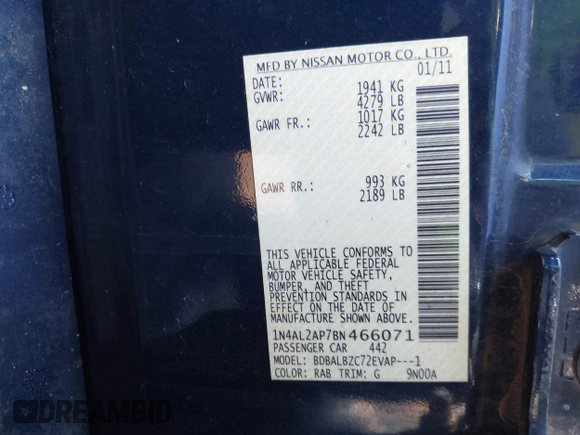 MFD BY NISSAN MOTOR CO., LTD.
DATE: 01/11
GVWR: 1941 KG
4279 LB
GAWR FR.: 1017 KG
2242 LB
GAWR RR.: 993 KG
2189 LB
THIS VEHICLE CONFORMS TO
ALL APPLICABLE FEDERAL
MOTOR VEHICLE SAFETY,
BUMPER, AND THEFT
PREVENTION STANDARDS IN
EFFECT ON THE DATE OF
MANUFACTURE SHOWN ABOVE.
1N4AL2AP7BN466071
PASSENGER CAR 442
MODEL: BDBALBZC72EVAP---1
COLOR: RAB TRIM: G 9N00A
DREAMBID